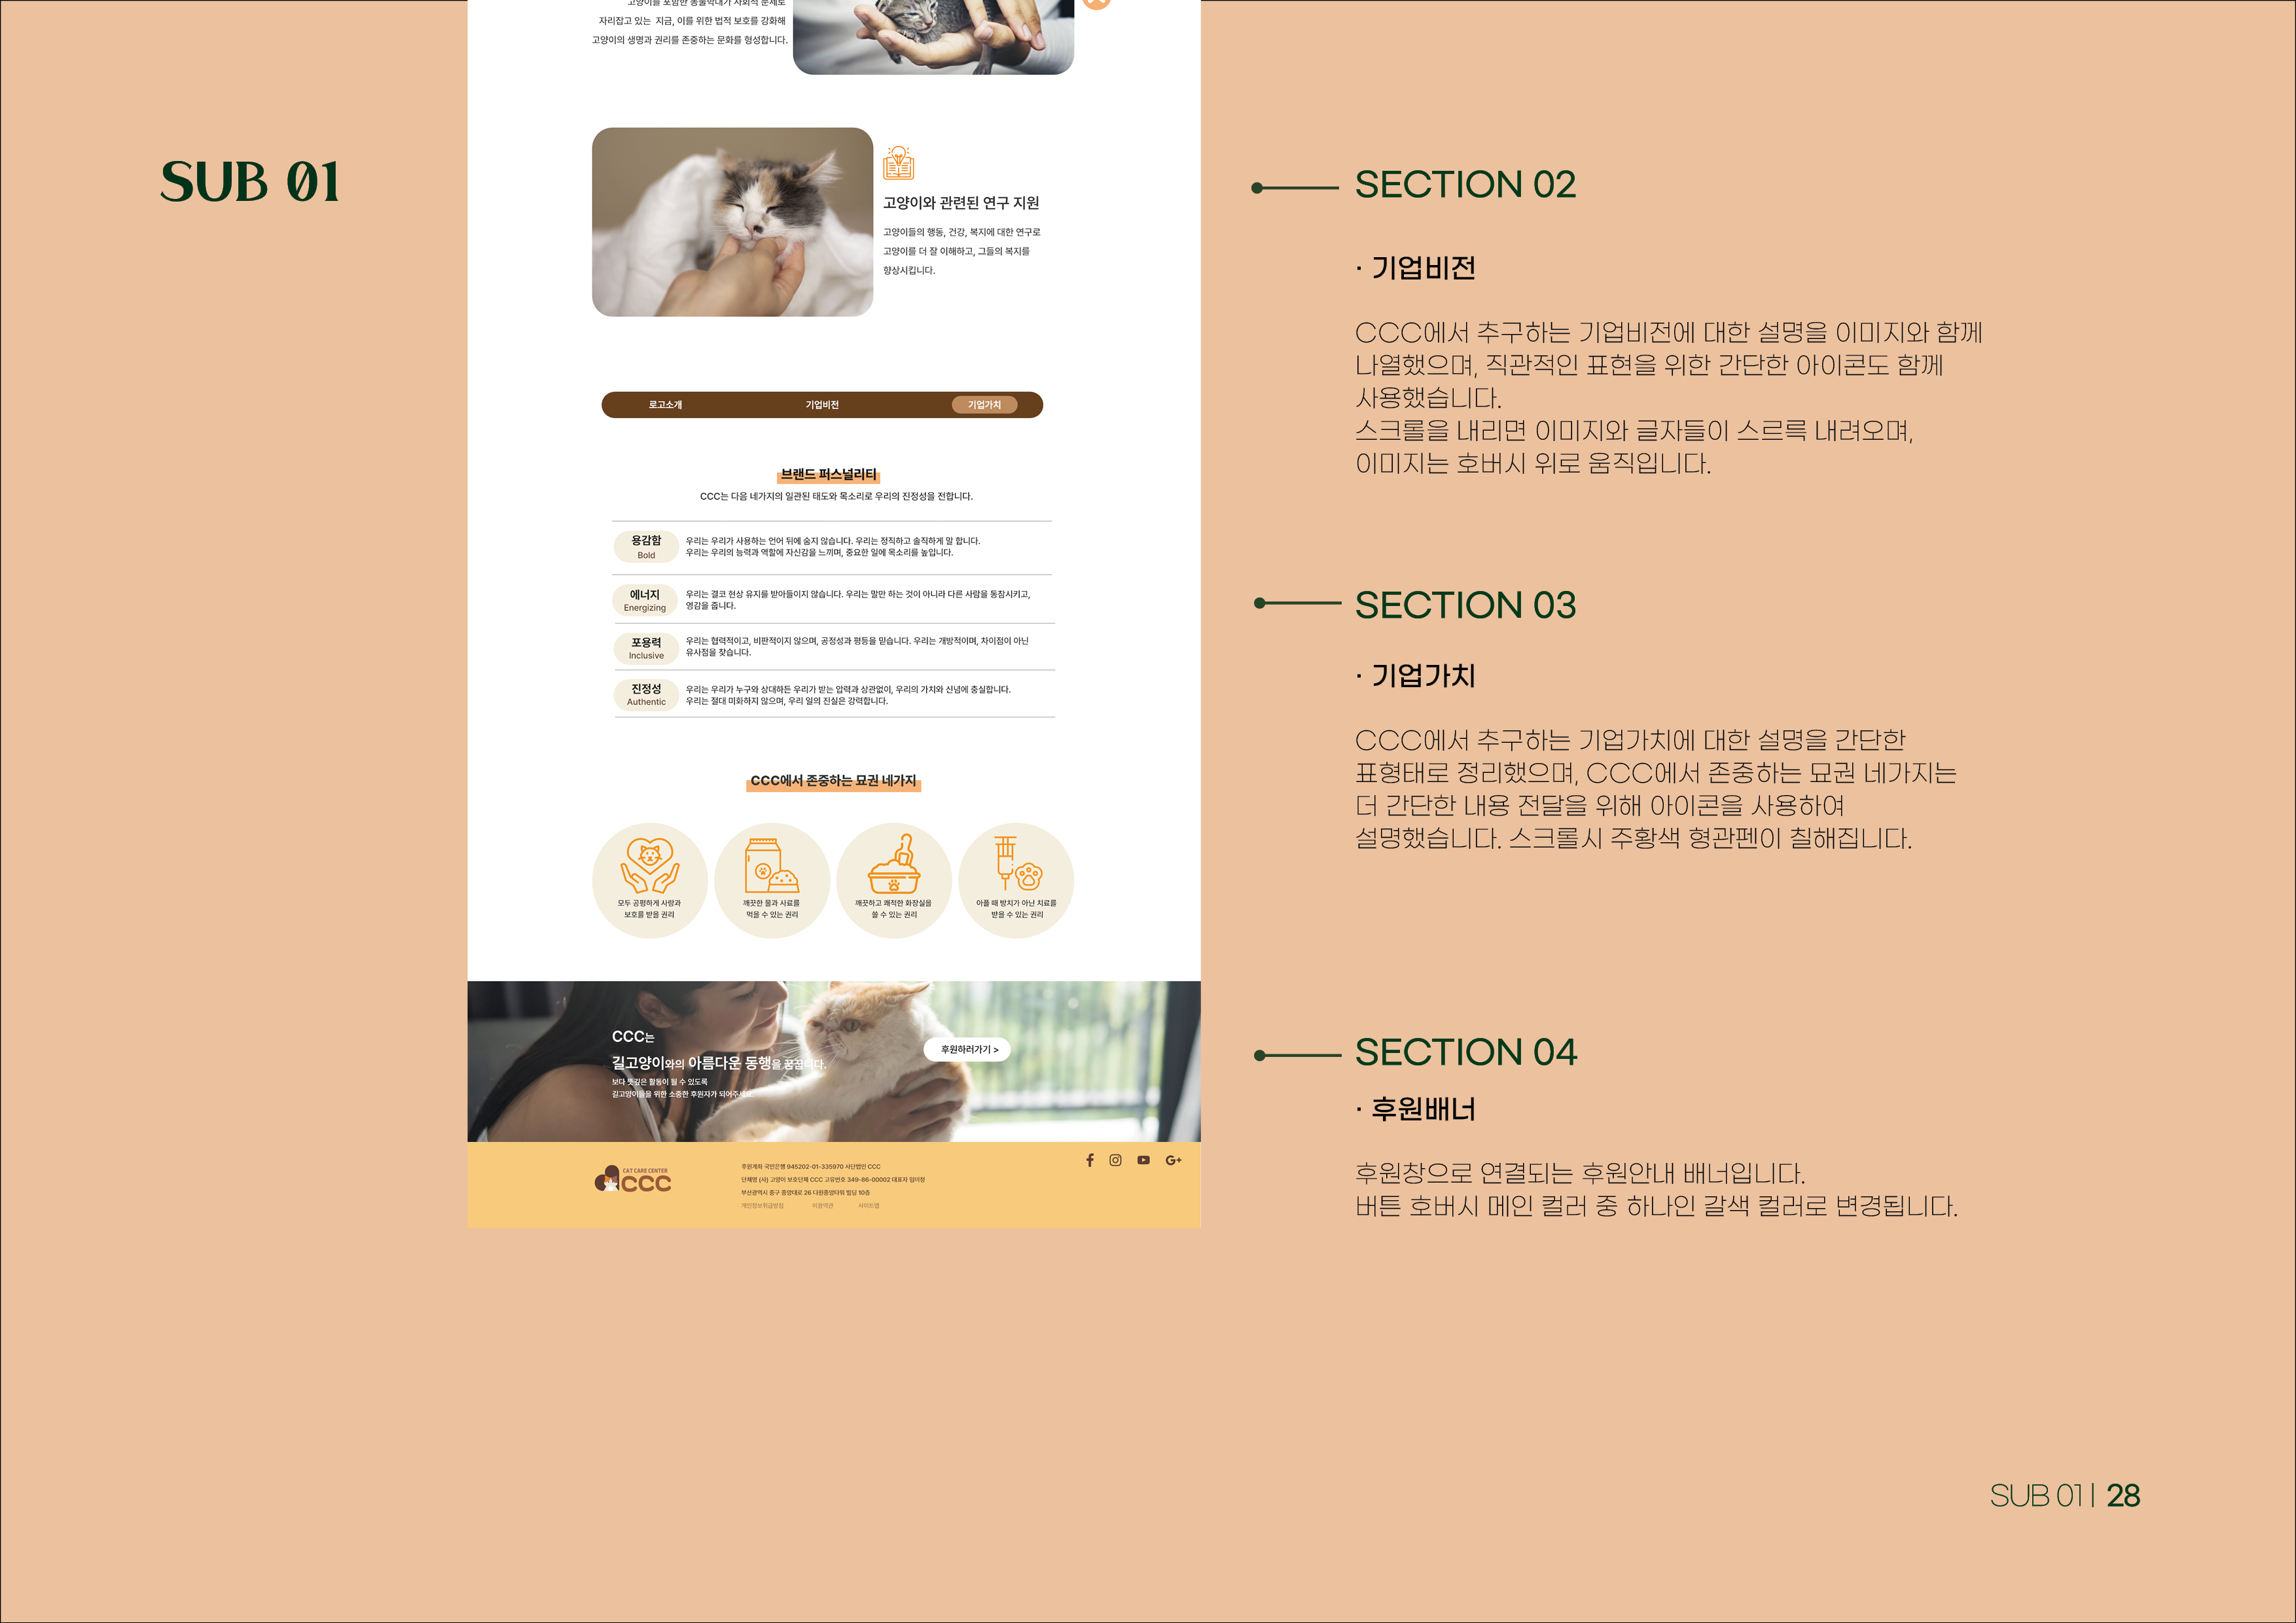 SUB 01
고양이를 포함한 동물학대가 사회적 문제로
자리잡고 있는 지금, 이를 위한 법적 보호를 강화해
고양이의 생명과 권리를 존중하는 문화를 형성합니다.
고양이와 관련된 연구 지원
고양이들의 행동, 건강, 복지에 대한 연구로
고양이를 더 잘 이해하고, 그들의 복지를
향상시킵니다.
로고소개 기업비전 기업가치
브랜드 퍼스널리티
CCC는 다음 네가지의 일관된 태도와 목소리로 우리의 진정성을 전합니다.
용감함
Bold
우리는 우리가 사용하는 언어 뒤에 숨지 않습니다. 우리는 정직하고 솔직하게 말 합니다.
우리는 우리의 능력과 역할에 자신감을 느끼며, 중요한 일에 목소리를 높입니다.
에너지
Energizing
우리는 결코 현상 유지를 받아들이지 않습니다. 우리는 말만 하는 것이 아니라 다른 사람을 동참시키고,
영감을 줍니다.
포용력
Inclusive
우리는 협력적이고, 비판적이지 않으며, 공정성과 평등을 믿습니다. 우리는 개방적이며, 차이점이 아닌
유사점을 찾습니다.
진정성
Authentic
우리는 우리가 누구와 상대하든 우리가 받는 압력과 상관없이, 우리의 가치와 신념에 충실합니다.
우리는 절대 미화하지 않으며, 우리 일의 진실은 강력합니다.
CCC에서 존중하는 묘권 네가지
모두 공평하게 사랑과
보호를 받을 권리
깨끗한 물과 사료를
먹을 수 있는 권리
깨끗하고 쾌적한 화장실을
쓸 수 있는 권리
아플 때 방치가 아닌 치료를
받을 수 있는 권리
CCC는
길고양이와의 아름다운 동행을 꿈꿉니다.
보다 뜻깊은 활동이 될 수 있도록
길고양이들을 위한 소중한 후원자가 되어주세요.
후원하러가기 >
CAT CARE CENTER
CCC
후원계좌 국민은행 945202-01-335970 사단법인 CCC
단체명 (사) 고양이 보호단체 CCC 고유번호 349-86-00002 대표자 임미정
부산광역시 중구 중앙대로 26 다원중앙타워 빌딩 10층
개인정보취급방침 이용약관 사이트맵
SECTION 02
· 기업비전
CCC에서 추구하는 기업비전에 대한 설명을 이미지와 함께
나열했으며, 직관적인 표현을 위한 간단한 아이콘도 함께
사용했습니다.
스크롤을 내리면 이미지와 글자들이 스르륵 내려오며,
이미지는 호버시 위로 움직입니다.
SECTION 03
· 기업가치
CCC에서 추구하는 기업가치에 대한 설명을 간단한
표형태로 정리했으며, CCC에서 존중하는 묘권 네가지는
더 간단한 내용 전달을 위해 아이콘을 사용하여
설명했습니다. 스크롤시 주황색 형관펜이 칠해집니다.
SECTION 04
· 후원배너
후원창으로 연결되는 후원안내 배너입니다.
버튼 호버시 메인 컬러 중 하나인 갈색 컬러로 변경됩니다.
SUB 01 | 28